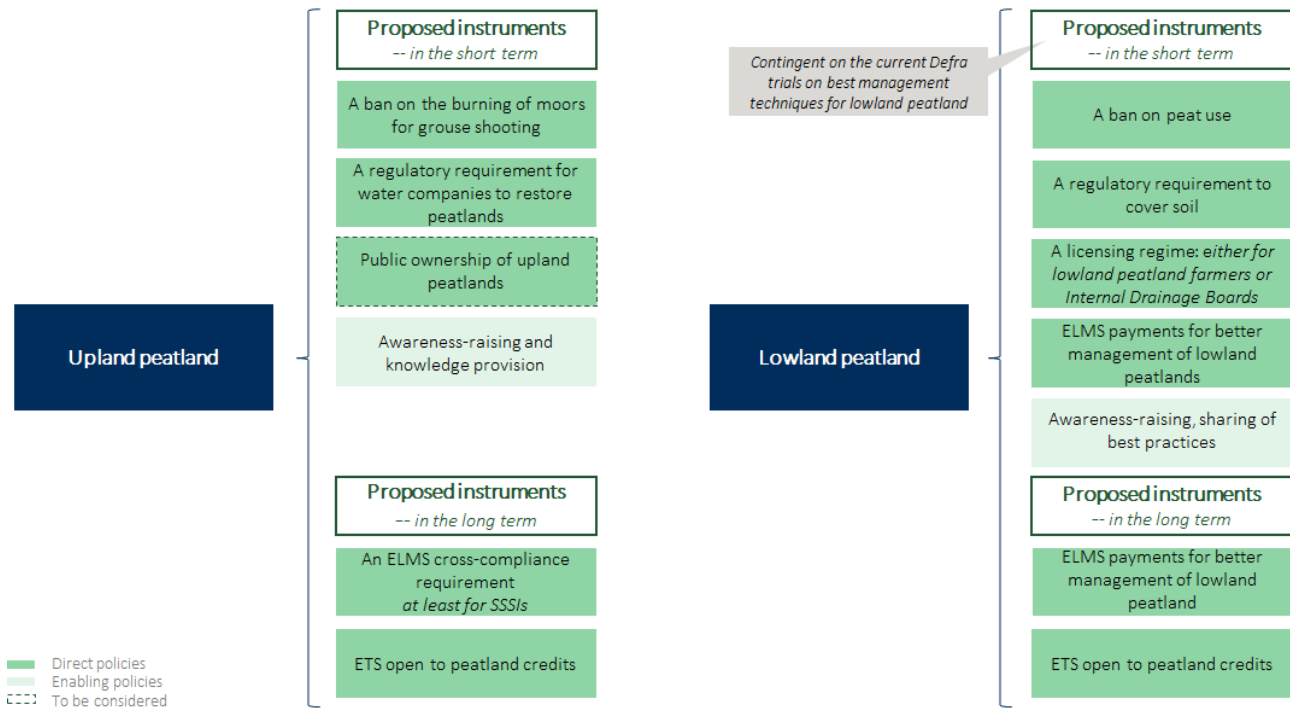 Upland peatland
Proposed instruments
-- in the short term
A ban on the burning of moors
for grouse shooting
A regulatory requirement for
water companies to restore
peatlands
Public ownership of upland
peatlands
Awareness-raising and
knowledge provision
Proposed instruments
-- in the long term
An ELMS cross-compliance
requirement
at least for SSSIs
ETS open to peatland credits
Direct policies
Enabling policies
To be considered
Lowland peatland
Contingent on the current Defra
trials on best management
techniques for lowland peatland
Proposed instruments
-- in the short term
A ban on peat use
A regulatory requirement to
cover soil
A licensing regime: either for
lowland peatland farmers or
Internal Drainage Boards
ELMS payments for better
management of lowland
peatlands
Awareness-raising, sharing of
best practices
Proposed instruments
-- in the long term
ELMS payments for better
management of lowland
peatland
ETS open to peatland credits